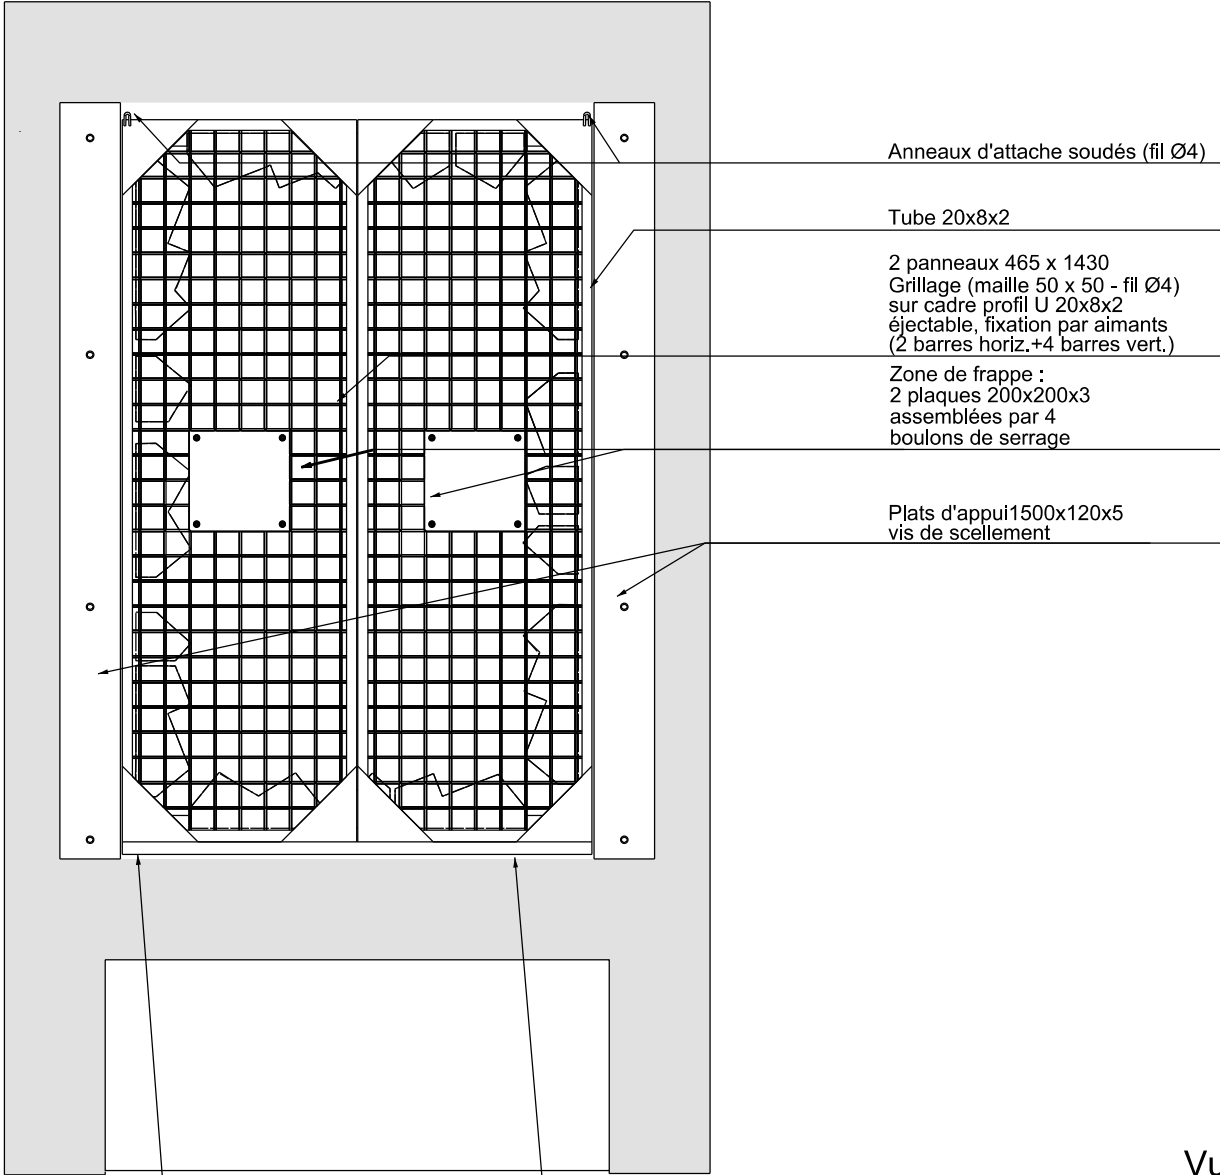 Anneaux d'attache soudés (fil Ø4)
Tube 20x8x2
2 panneaux 465 x 1430
Grillage (maille 50 x 50 - fil Ø4)
sur cadre profil U 20x8x2
éjectable, fixation par aimants
(2 barres horiz.+4 barres vert.)
Zone de frappe :
2 plaques 200x200x3
assemblées par 4
boulons de serrage
Plats d'appui1500x120x5
vis de scellement